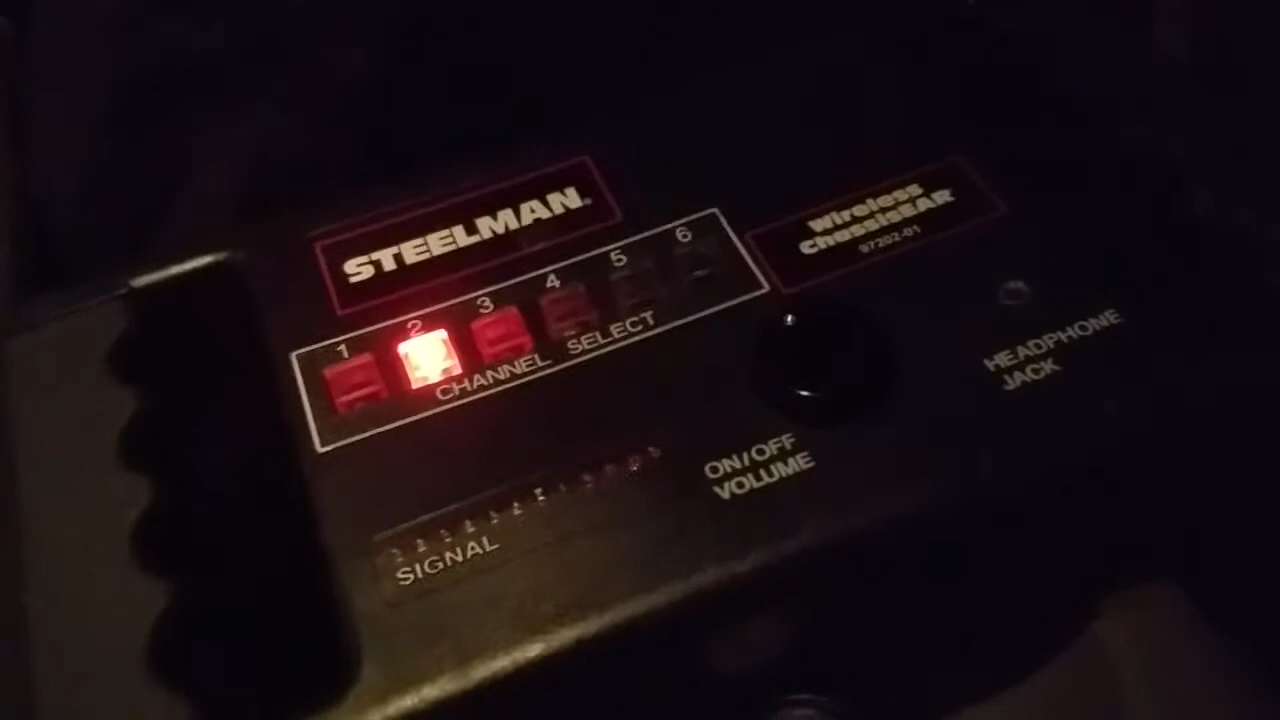 STEELMAN®
Wireless
ChassisEAR
97202-01
1 2 3 4 5 6
CHANNEL SELECT
HEADPHONE
JACK
ON/OFF
VOLUME
SIGNAL